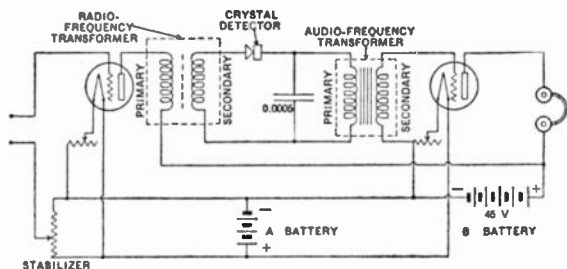 RADIO-
FREQUENCY
TRANSFORMER
CRYSTAL
DETECTOR
AUDIO-FREQUENCY
TRANSFORMER
PRIMARY
SECONDARY
0.0005
PRIMARY
SECONDARY
STABILIZER
A BATTERY
45 V
B BATTERY
− +
− +